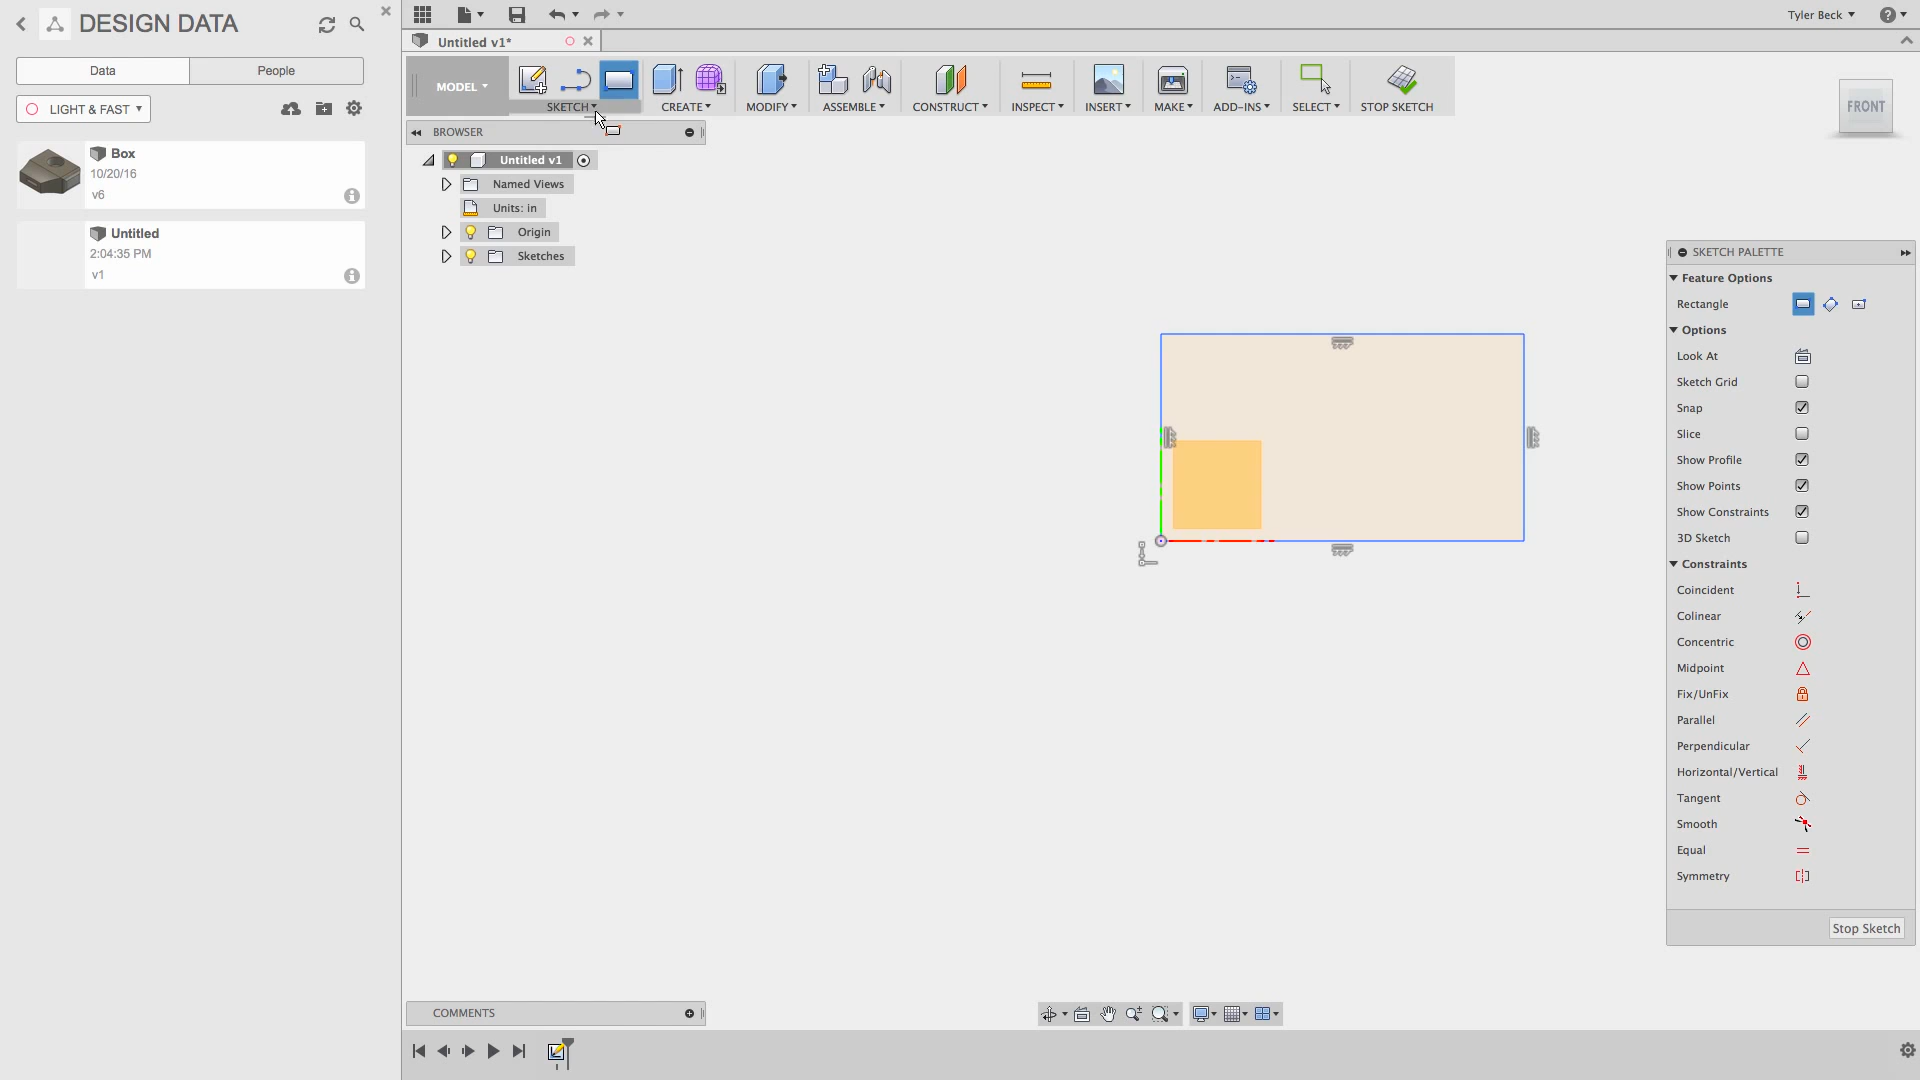 DESIGN DATA
Data
People
LIGHT & FAST
Box
10/20/16
v6
Untitled
2:04:35 PM
v1
Tyler Beck
Untitled v1*
MODEL
SKETCH
CREATE
MODIFY
ASSEMBLE
CONSTRUCT
INSPECT
INSERT
MAKE
ADD-INS
SELECT
STOP SKETCH
BROWSER
Untitled v1
Named Views
Units: in
Origin
Sketches
FRONT
SKETCH PALETTE
Feature Options
Rectangle
Options
Look At
Sketch Grid
Snap
Slice
Show Profile
Show Points
Show Constraints
3D Sketch
Constraints
Coincident
Colinear
Concentric
Midpoint
Fix/UnFix
Parallel
Perpendicular
Horizontal/Vertical
Tangent
Smooth
Equal
Symmetry
Stop Sketch
COMMENTS